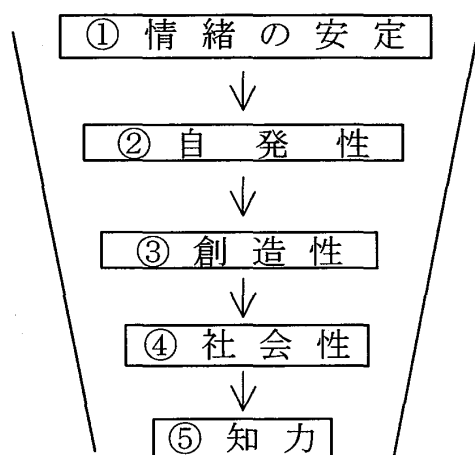 ① 情緒の安定
② 自発性
③ 創造性
④ 社会性
⑤ 知力